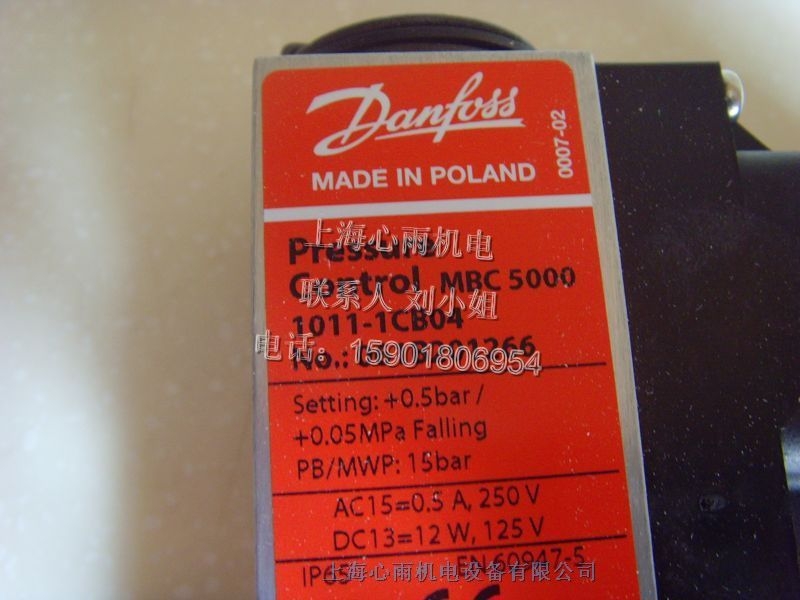 Danfoss
MADE IN POLAND
0007-02
上海心雨机电
Pressure
Control MBC 5000
联系人 刘小姐
1011-1CB04
电话：15901806954
No.:
Setting: +0.5bar /
+0.05MPa Falling
PB/MWP: 15bar
AC15=0.5 A, 250 V
DC13=12 W, 125 V
IP65 EN 60947-5
上海心雨机电设备有限公司